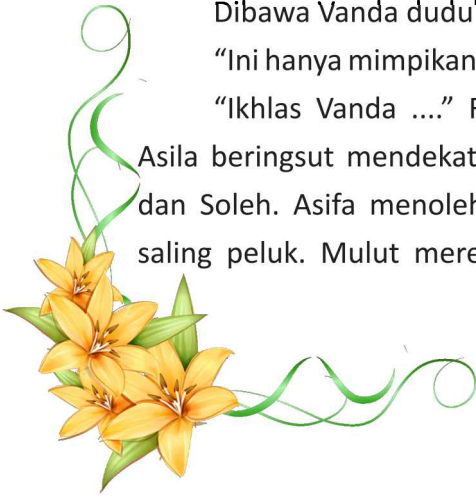 Dibawa Vanda dudu
“Ini hanya mimpikan
“Ikhlas Vanda ....”
Asila beringsut mendekat
dan Soleh. Asifa menoleh
saling peluk. Mulut mere